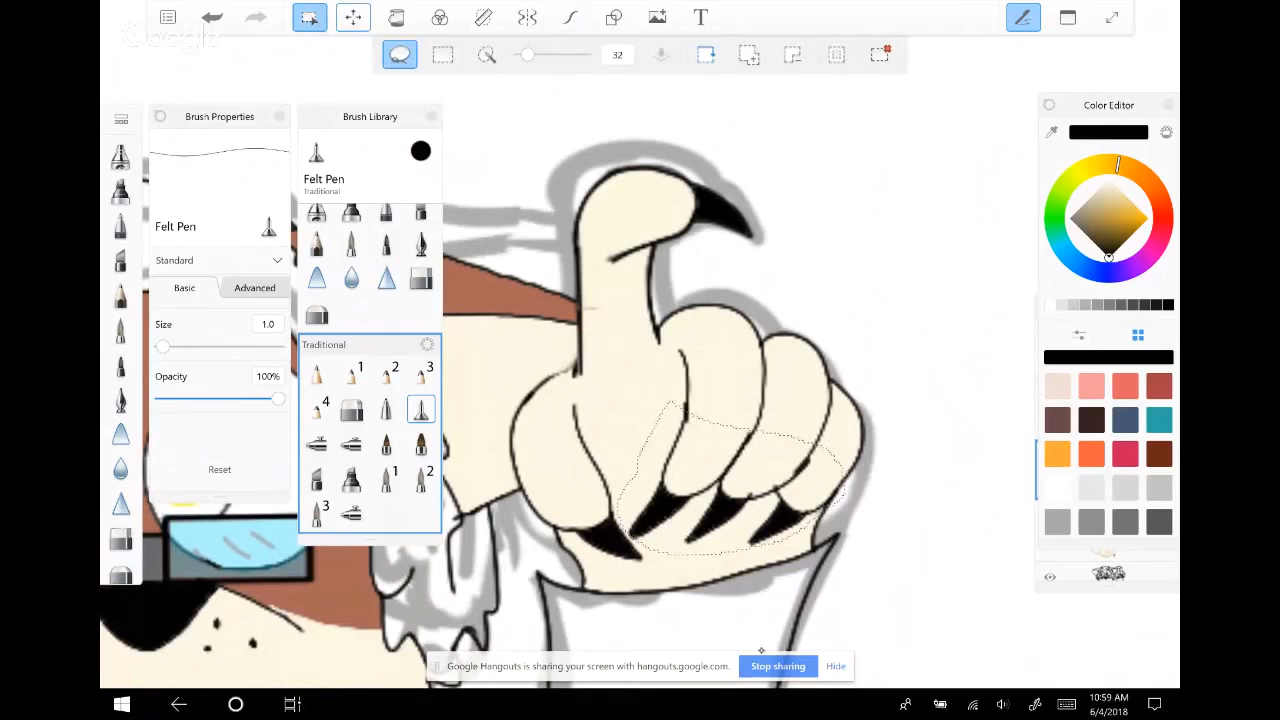 Google
T
32
Brush Properties
Brush Library
Color Editor
Felt Pen
Traditional
Felt Pen
Standard
Basic
Advanced
Size
1.0
Opacity
100%
Reset
Traditional
1
2
3
4
1
2
3
Google Hangouts is sharing your screen with hangouts.google.com.
Stop sharing
Hide
10:59 AM
6/4/2018